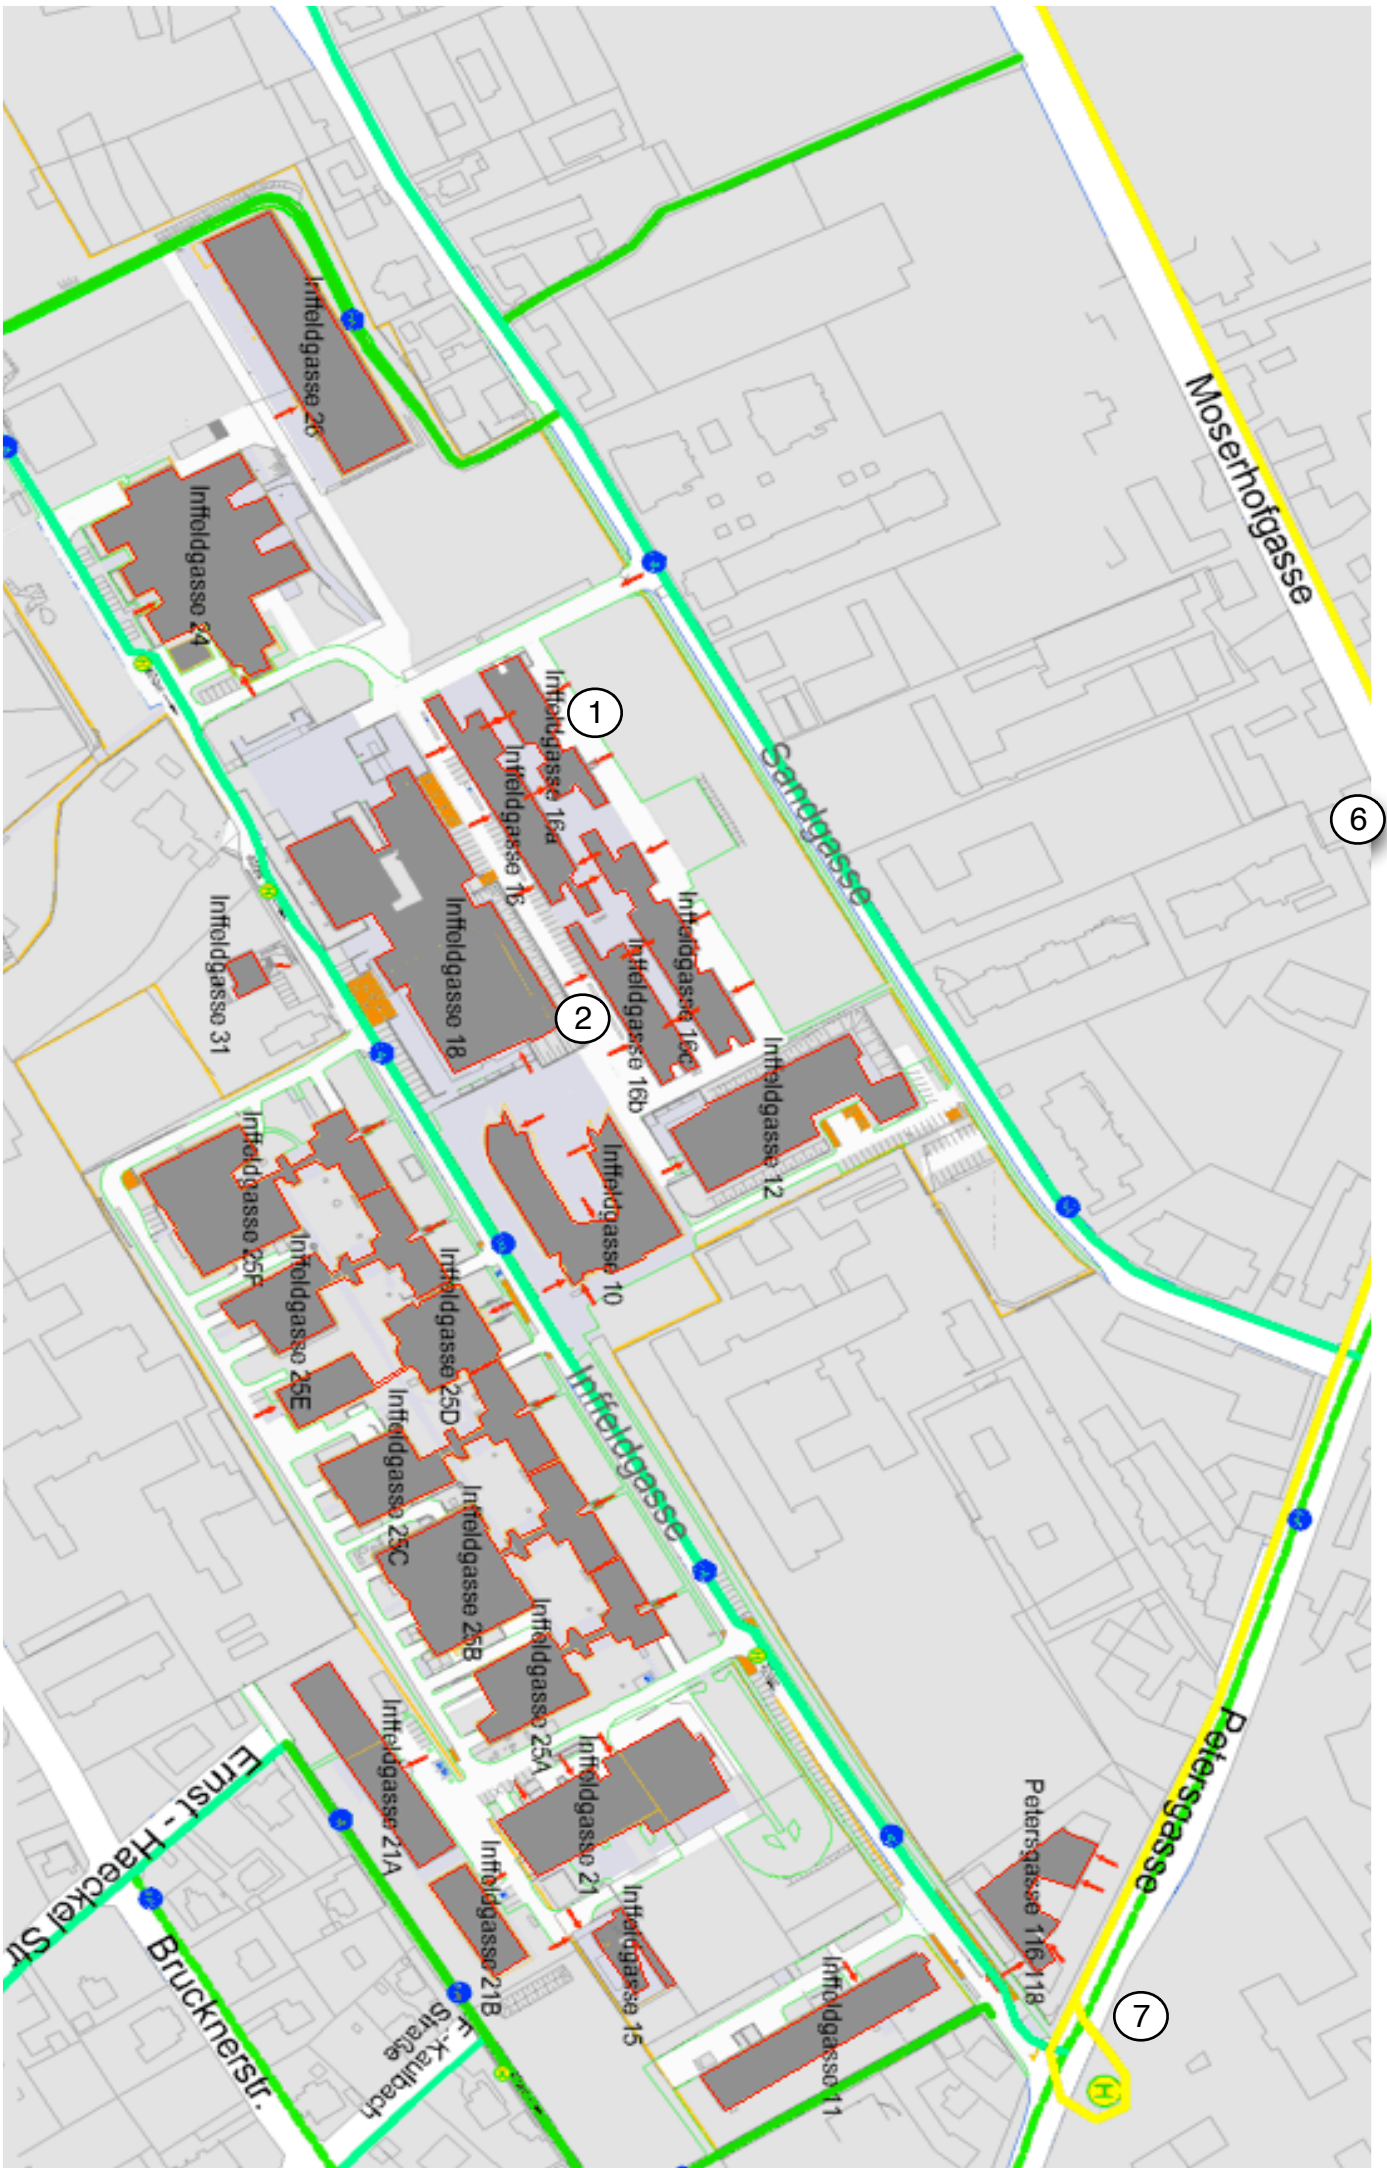 Moserhofgasse
Inffeldgasse 26
Inffeldgasse 24
1
Inffeldgasse 16a
Inffeldgasse 16
Sandgasse
6
Inffeldgasse 31
Inffeldgasse 18
2
Inffeldgasse 16c
Inffeldgasse 16b
Inffeldgasse 12
Inffeldgasse 10
Inffeldgasse 25F
Inffeldgasse 25E
Inffeldgasse 25D
Inffeldgasse
Inffeldgasse 25C
Inffeldgasse 25B
Inffeldgasse 25A
Petersgasse
Inffeldgasse 21A
Inffeldgasse 21
Petersgasse 116-118
Ernst - Haeckel Str
Inffeldgasse 21B
Inffeldgasse 15
Inffeldgasse 11
Brucknerstr.
F.-Kaulbach
Straße
7
H